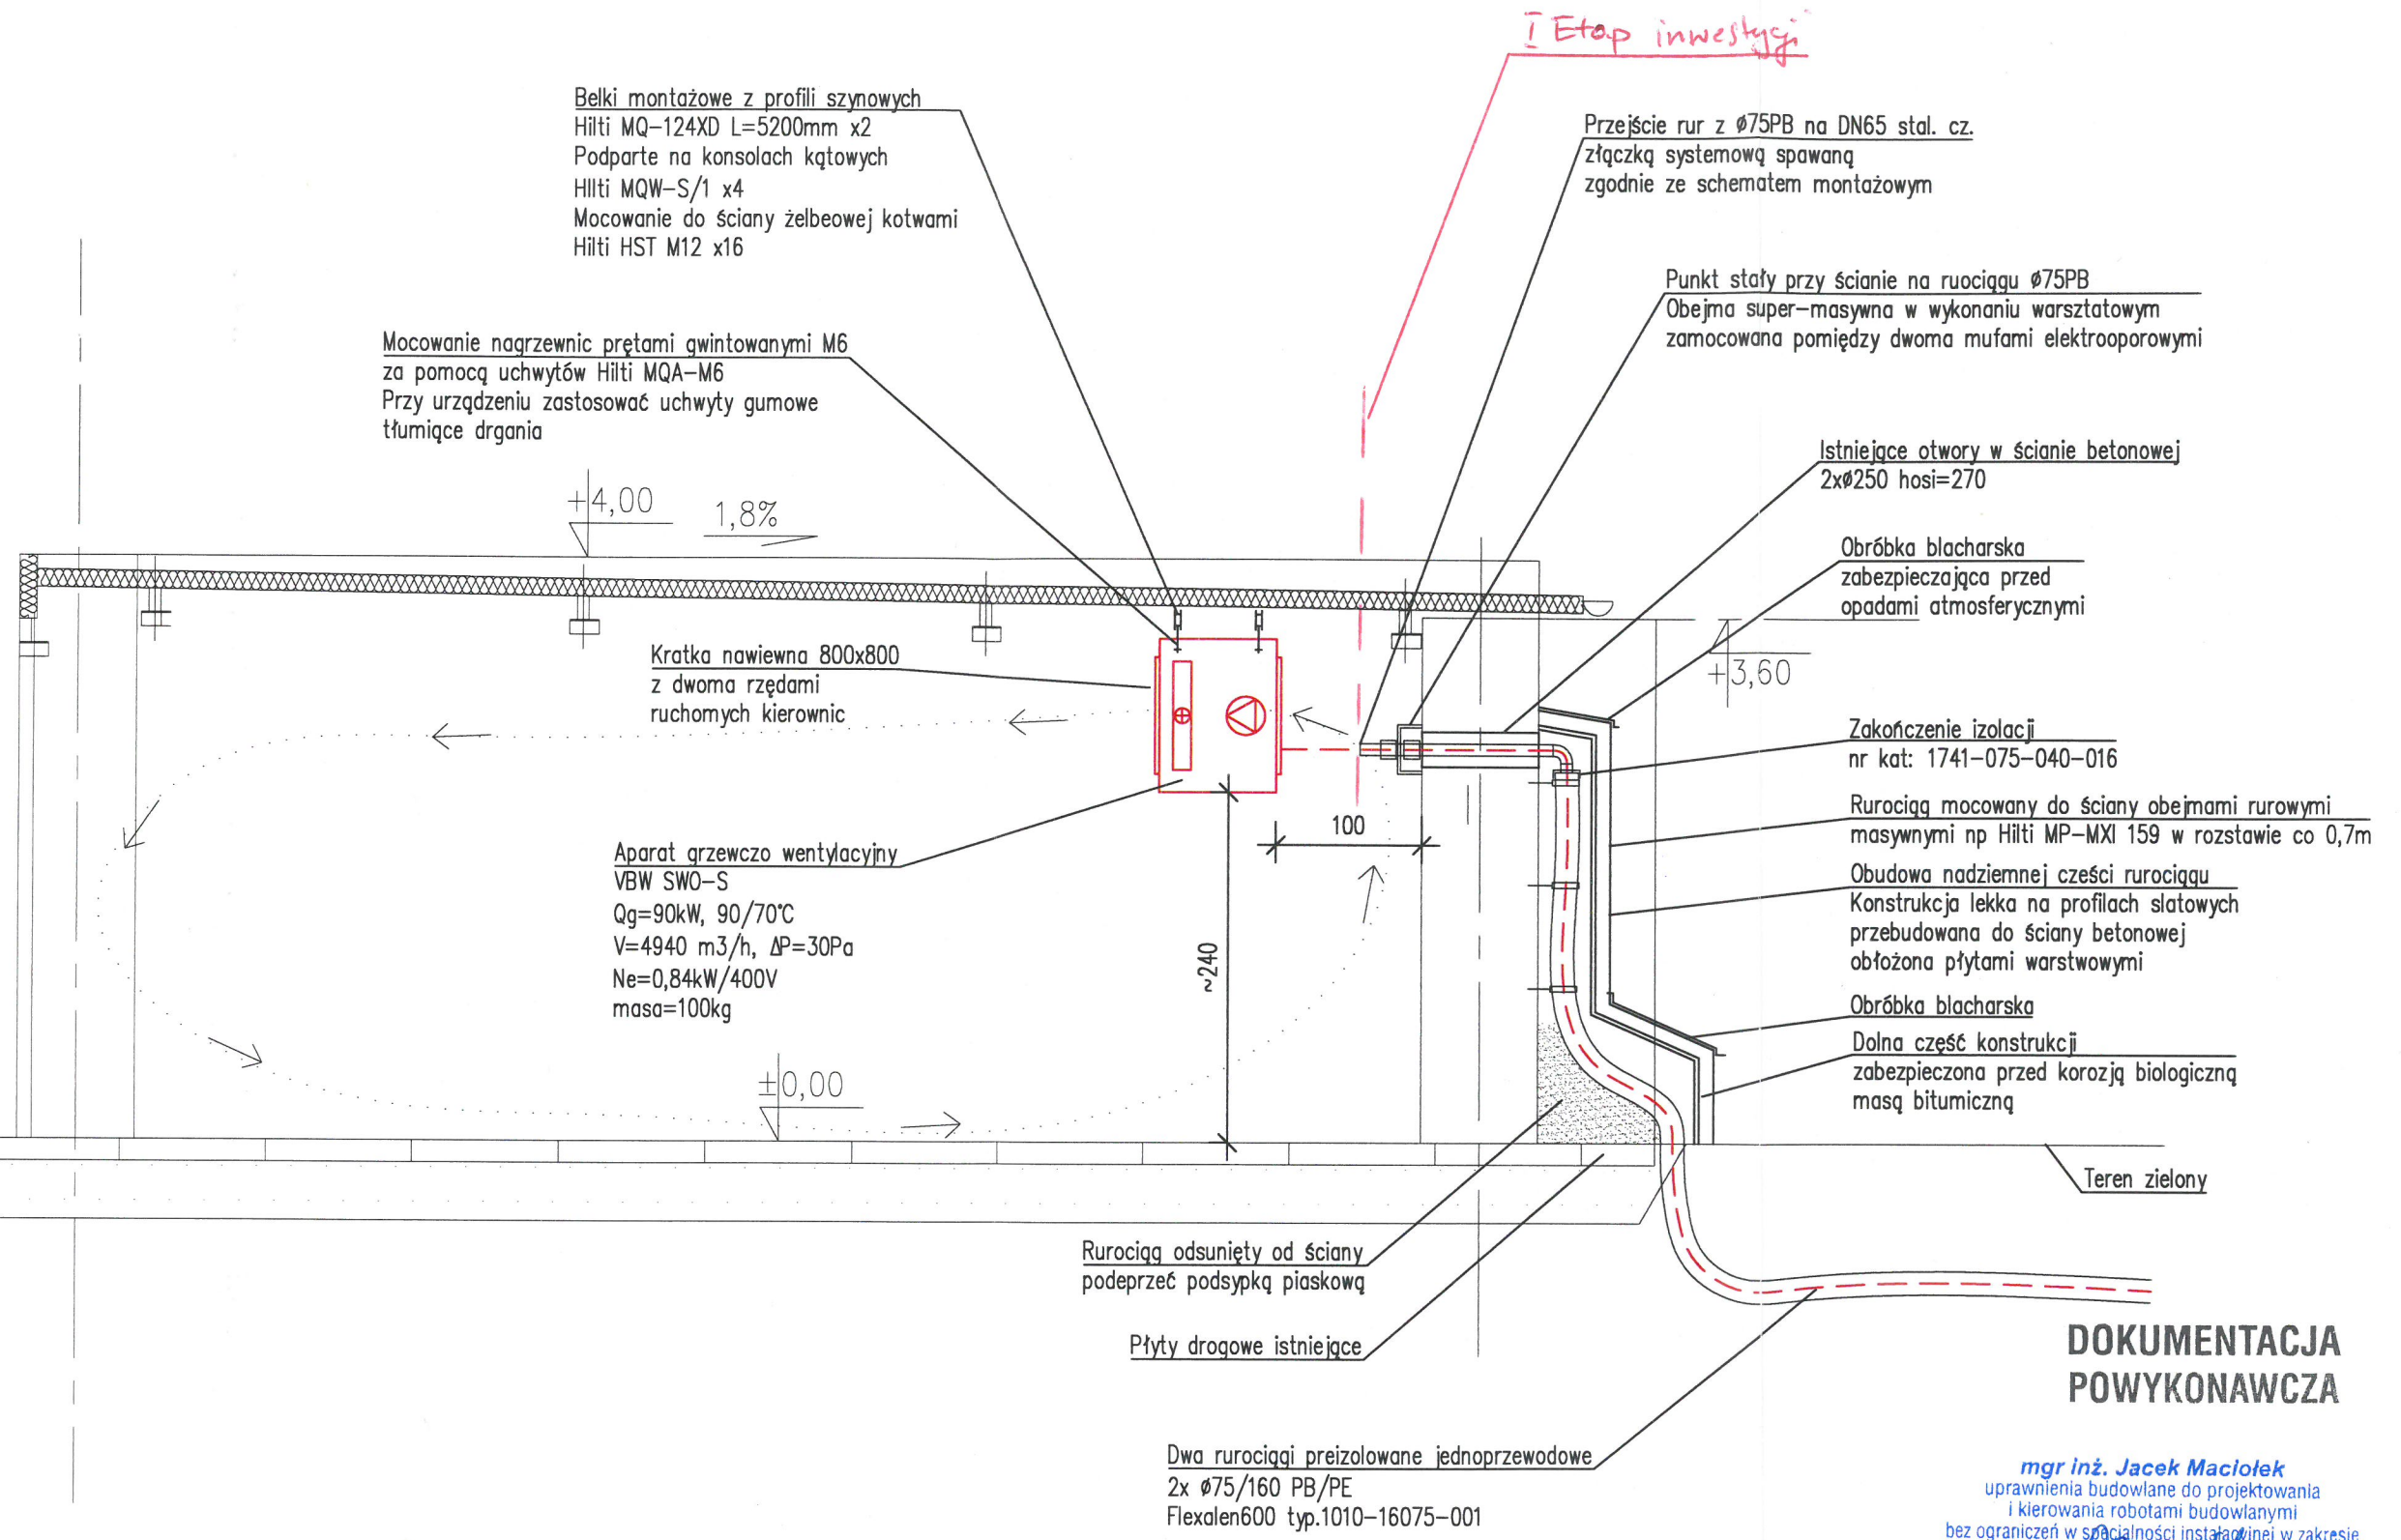 I Etap inwestycji
Belki montażowe z profili szynowych
Hilti MQ-124XD L=5200mm x2
Podparte na konsolach kątowych
HIlti MQW-S/1 x4
Mocowanie do ściany żelbeowej kotwami
Hilti HST M12 x16
Przejście rur z ø75PB na DN65 stal. cz.
złączką systemową spawaną
zgodnie ze schematem montażowym
Punkt stały przy ścianie na ruociągu ø75PB
Obejma super-masywna w wykonaniu warsztatowym
zamocowana pomiędzy dwoma mufami elektrooporowymi
Mocowanie nagrzewnic prętami gwintowanymi M6
za pomocą uchwytów Hilti MQA-M6
Przy urządzeniu zastosować uchwyty gumowe
tłumiące drgania
Istniejące otwory w ścianie betonowej
2xø250 hosi=270
+4,00
1,8%
Obróbka blacharska
zabezpieczająca przed
opadami atmosferycznymi
+3,60
Kratka nawiewna 800x800
z dwoma rzędami
ruchomych kierownic
Zakończenie izolacji
nr kat: 1741-075-040-016
Rurociąg mocowany do ściany obejmami rurowymi
masywnymi np Hilti MP-MXI 159 w rozstawie co 0,7m
100
Aparat grzewczo wentylacyjny
VBW SWO-S
Qg=90kW, 90/70°C
V=4940 m3/h, ΔP=30Pa
Ne=0,84kW/400V
masa=100kg
~240
Obudowa nadziemnej cześci rurociągu
Konstrukcja lekka na profilach slatowych
przebudowana do ściany betonowej
obłożona płytami warstwowymi
Obróbka blacharska
Dolna część konstrukcji
zabezpieczona przed korozją biologiczną
masą bitumiczną
±0,00
Teren zielony
Rurociąg odsunięty od ściany
podeprzeć podsypką piaskową
Płyty drogowe istniejące
Dwa rurociągi preizolowane jednoprzewodowe
2x ø75/160 PB/PE
Flexalen600 typ.1010-16075-001
DOKUMENTACJA
POWYKONAWCZA
mgr inż. Jacek Maciołek
uprawnienia budowlane do projektowania
i kierowania robotami budowlanymi
bez ograniczeń w specjalności instalacyjnej w zakresie